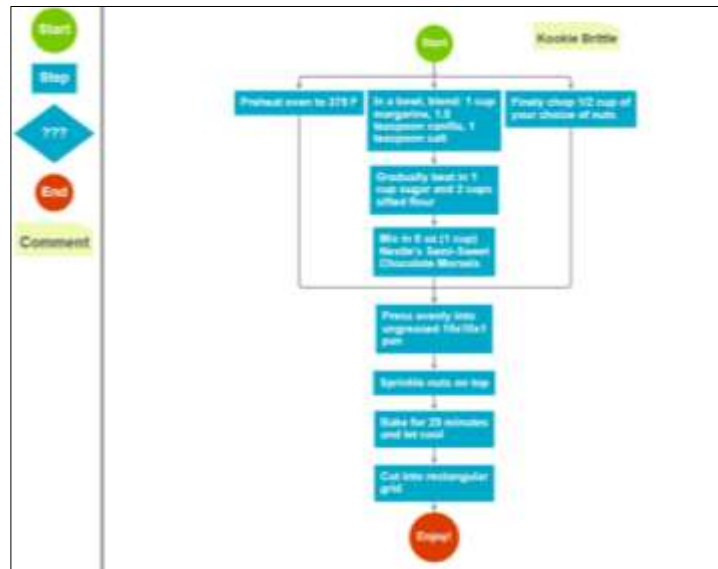 Start
Step
???
End
Comment
Start
Kookie Brittle
Preheat oven to 375 F
In a bowl, blend: 1 cup
margarine, 1.5
teaspoon vanilla, 1
teaspoon salt
Finely chop 1/2 cup of
your choice of nuts
Gradually beat in 1
cup sugar and 2 cups
sifted flour
Mix in 6 oz (1 cup)
Nestle's Semi-Sweet
Chocolate Morsels
Press evenly into
ungreased
pan
Sprinkle nuts on top
Bake for 25 minutes
and let cool
Cut into rectangular
grid
Enjoy!